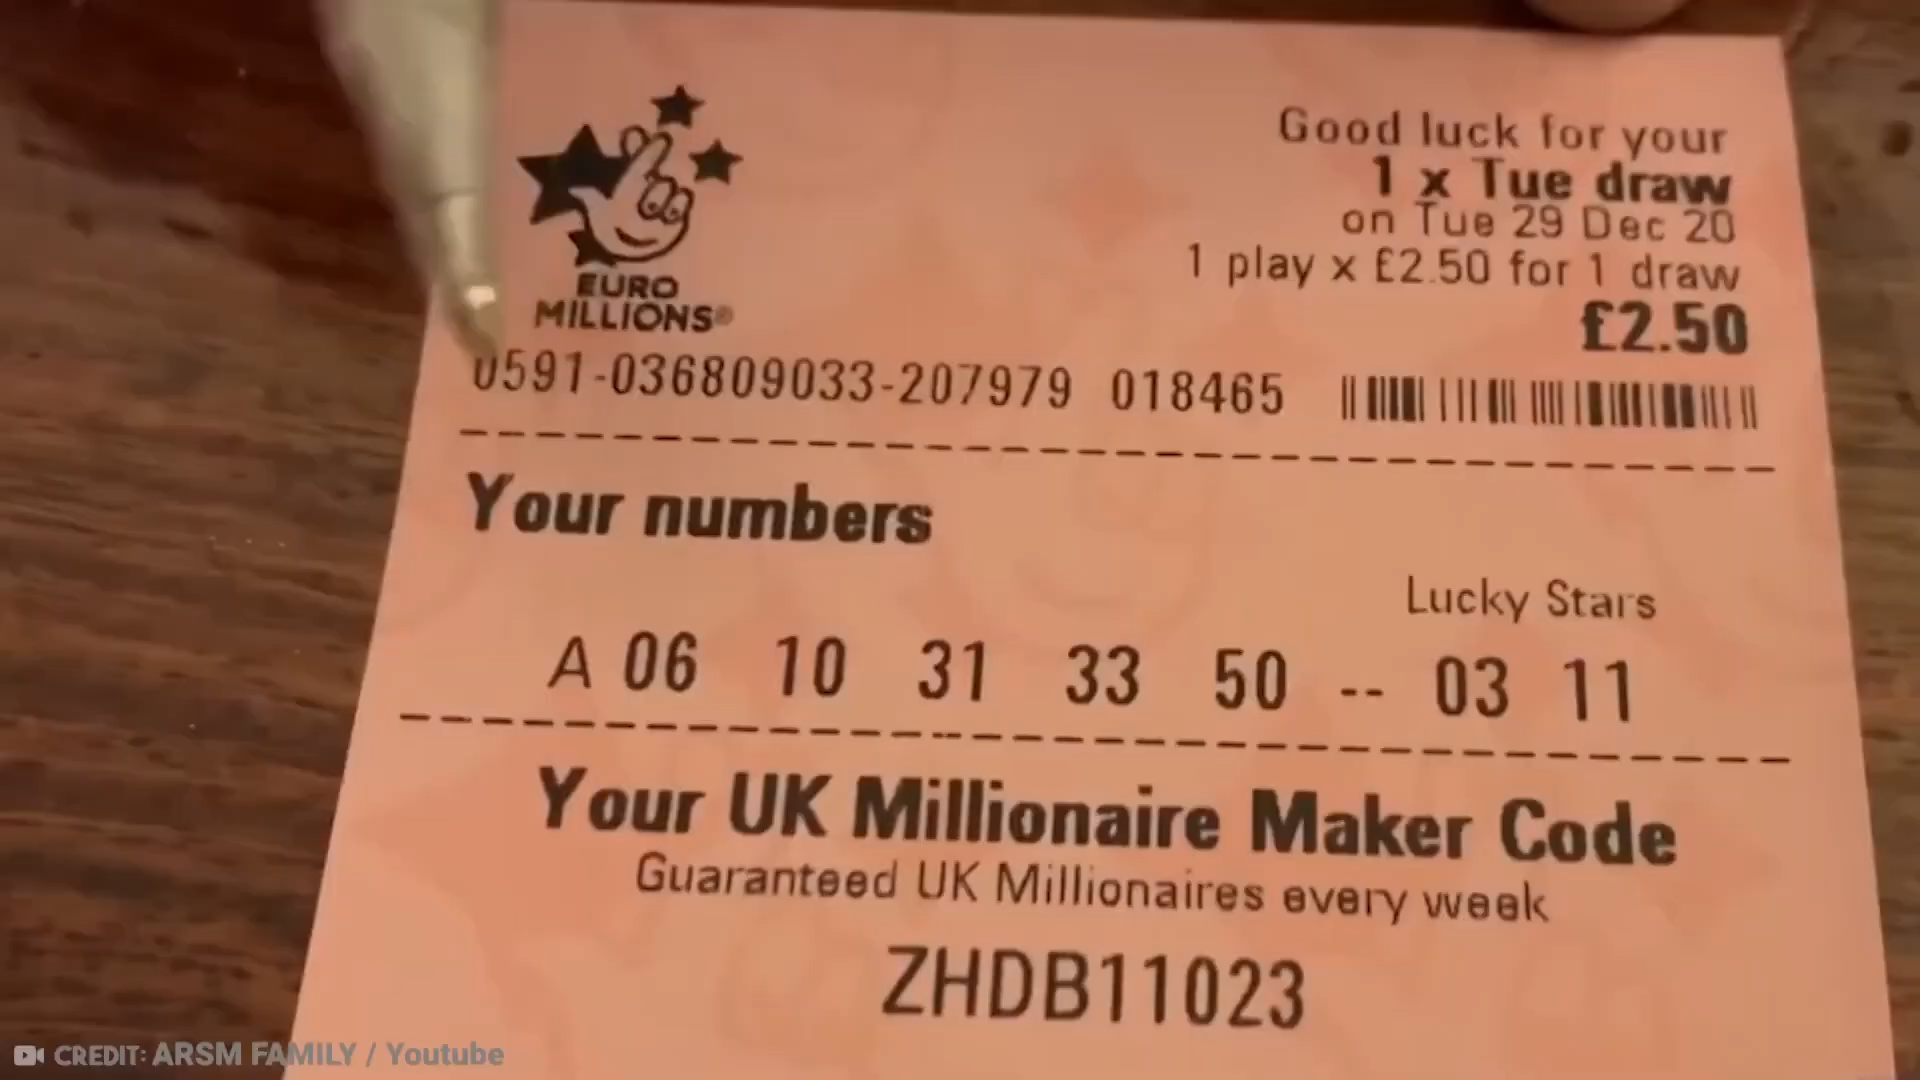 EURO
MILLIONS®
Good luck for your
1 x Tue draw
on Tue 29 Dec 20
1 play x £2.50 for 1 draw
£2.50
0591-036809033-207979 018465
Your numbers
Lucky Stars
A 06 10 31 33 50 -- 03 11
Your UK Millionaire Maker Code
Guaranteed UK Millionaires every week
ZHDB11023
CREDIT: ARSM FAMILY / Youtube